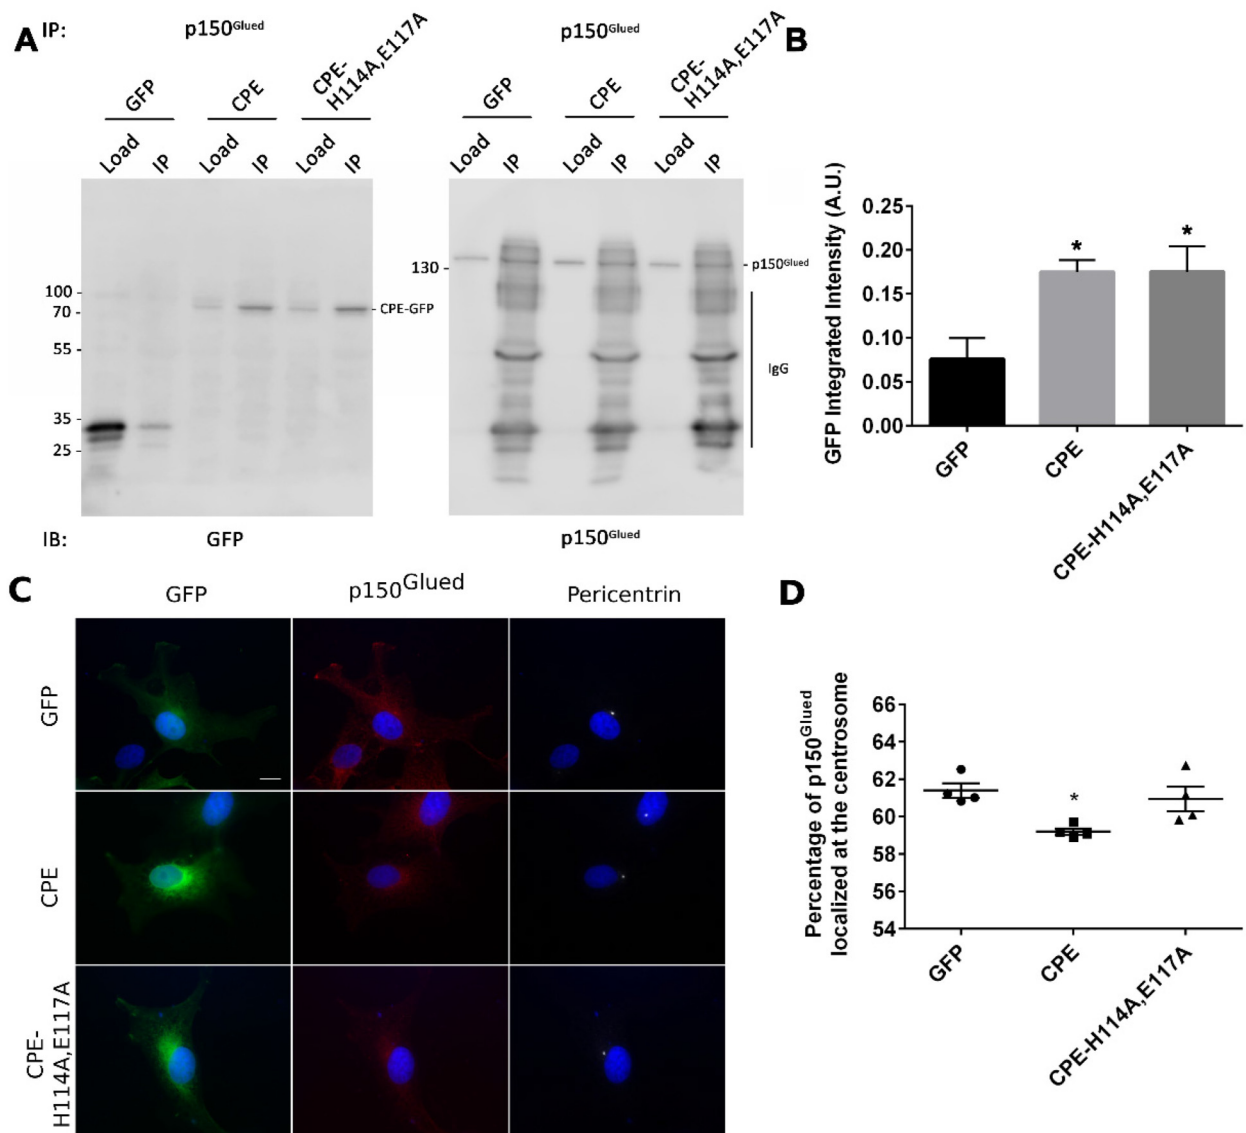 A
IP:
p150Glued
p150Glued
B
GFP
CPE
CPE-
H114A,E117A
GFP
CPE
CPE-
H114A,E117A
Load
IP
Load
IP
Load
IP
Load
IP
Load
IP
Load
IP
100
70
55
35
25
CPE-GFP
130
p150Glued
IgG
IB:
GFP
p150Glued
GFP Integrated Intensity (A.U.)
0.25
0.20
0.15
0.10
0.05
0.00
*
*
GFP
CPE
CPE-H114A,E117A
C
GFP
p150Glued
Pericentrin
GFP
CPE
CPE-
H114A,E117A
D
Percentage of p150Glued
localized at the centrosome
66
64
62
60
58
56
54
*
GFP
CPE
CPE-H114A,E117A